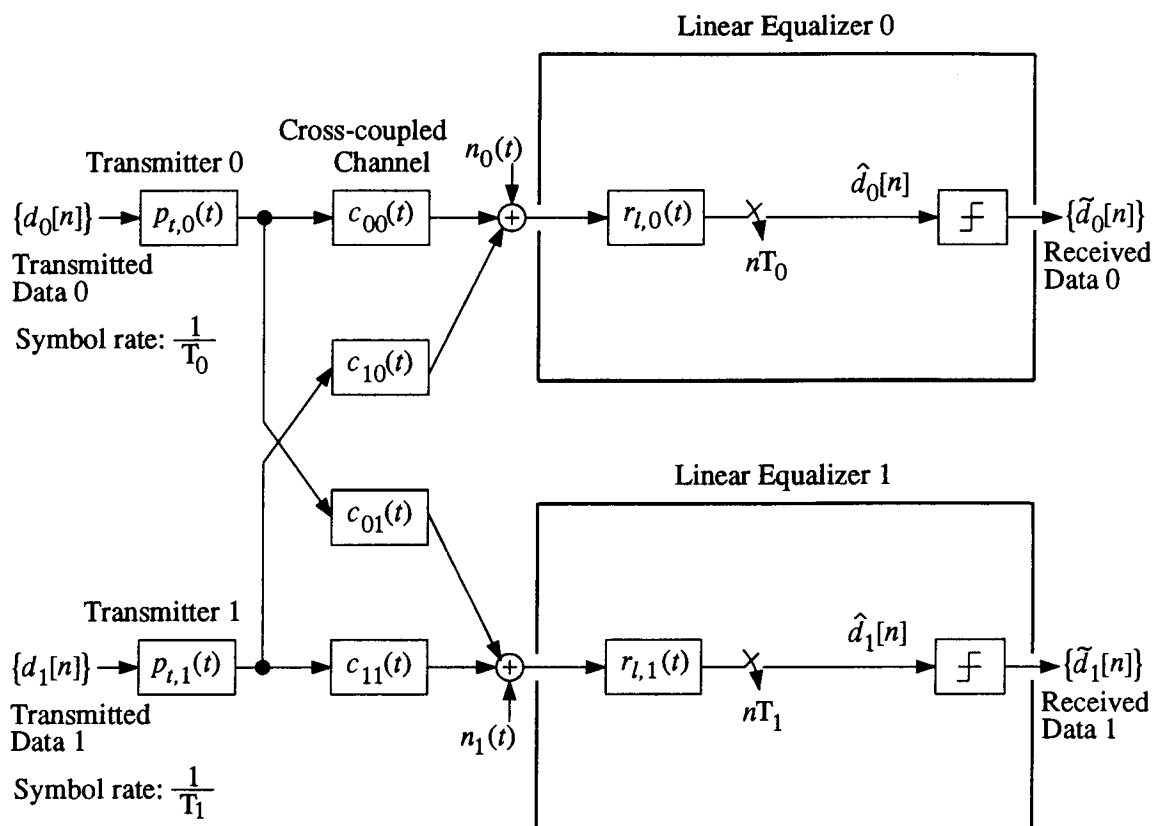 Linear Equalizer 0
Cross-coupled
Channel
Transmitter 0
n_0(t)
{d_0[n]}
p_{t,0}(t)
c_{00}(t)
+
r_{l,0}(t)
nT_0
\hat{d}_0[n]
{\tilde{d}_0[n]}
Transmitted
Data 0
Received
Data 0
Symbol rate: 1/T_0
c_{10}(t)
c_{01}(t)
Linear Equalizer 1
Transmitter 1
{d_1[n]}
p_{t,1}(t)
c_{11}(t)
+
r_{l,1}(t)
nT_1
\hat{d}_1[n]
{\tilde{d}_1[n]}
Transmitted
Data 1
n_1(t)
Received
Data 1
Symbol rate: 1/T_1